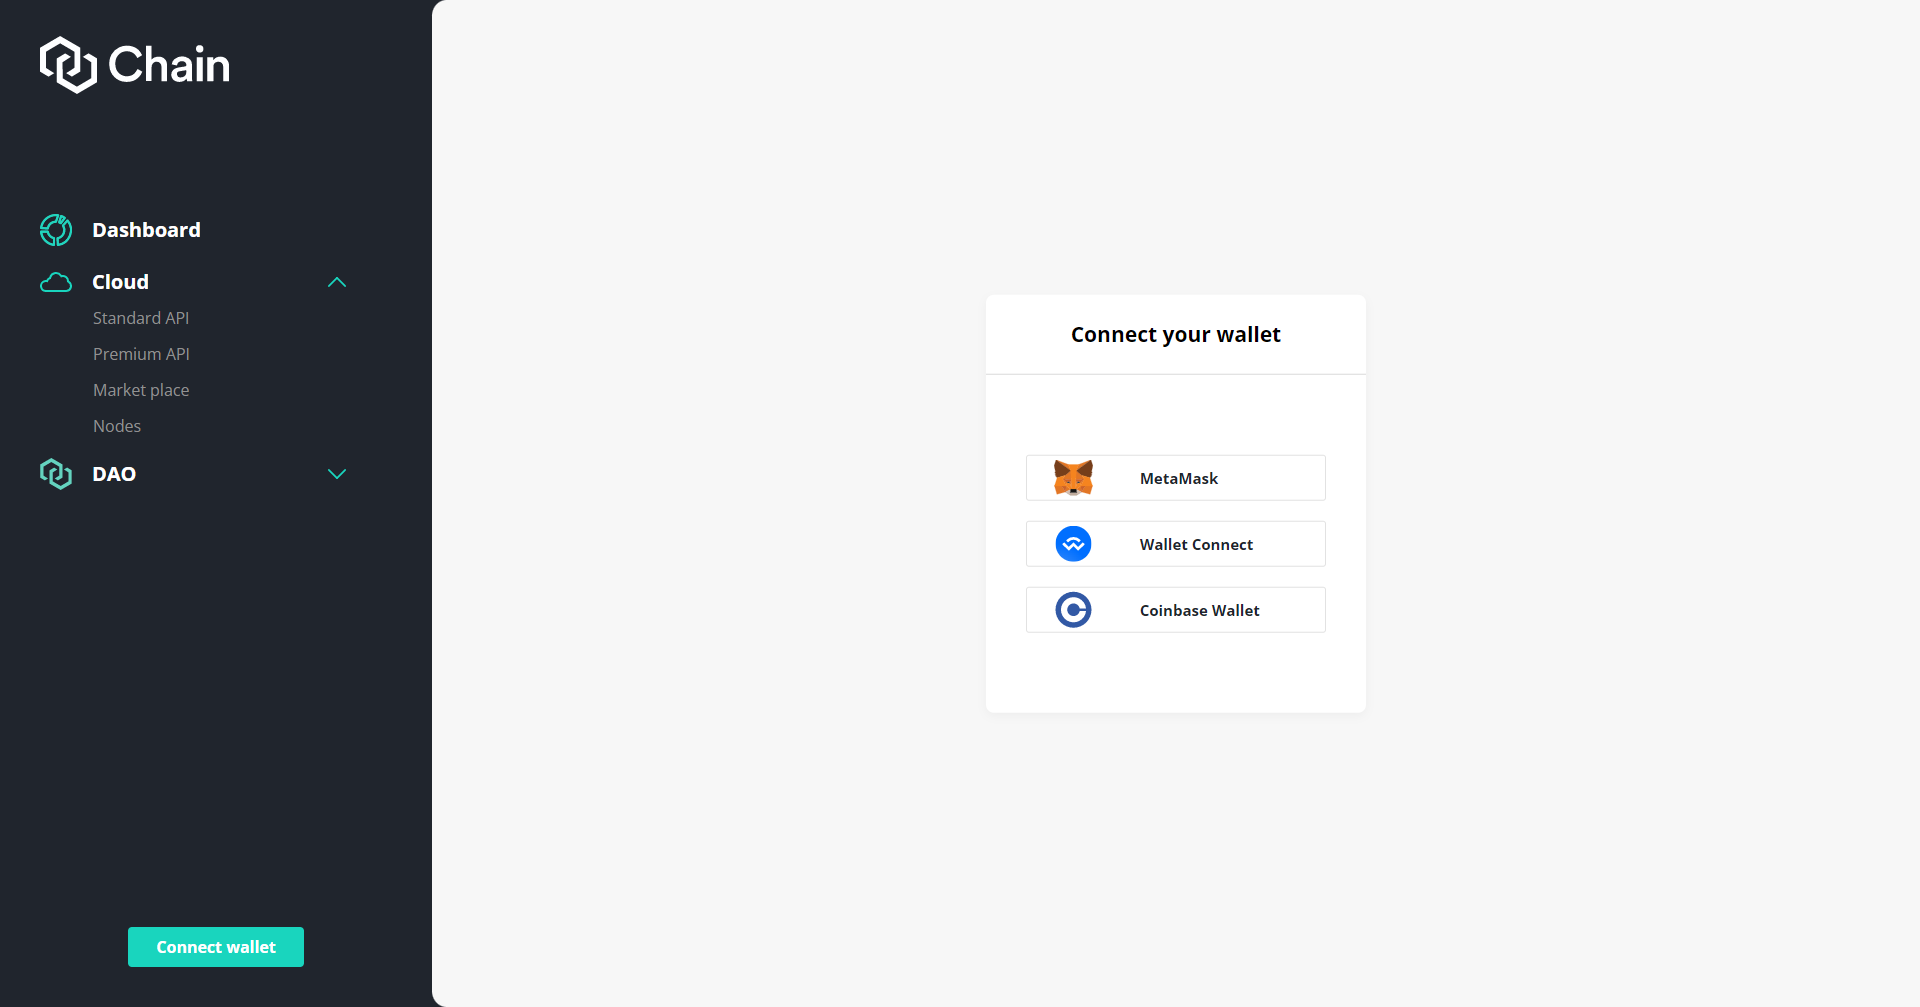 Chain
Dashboard
Cloud
Standard API
Premium API
Market place
Nodes
DAO
Connect wallet
Connect your wallet
MetaMask
Wallet Connect
Coinbase Wallet